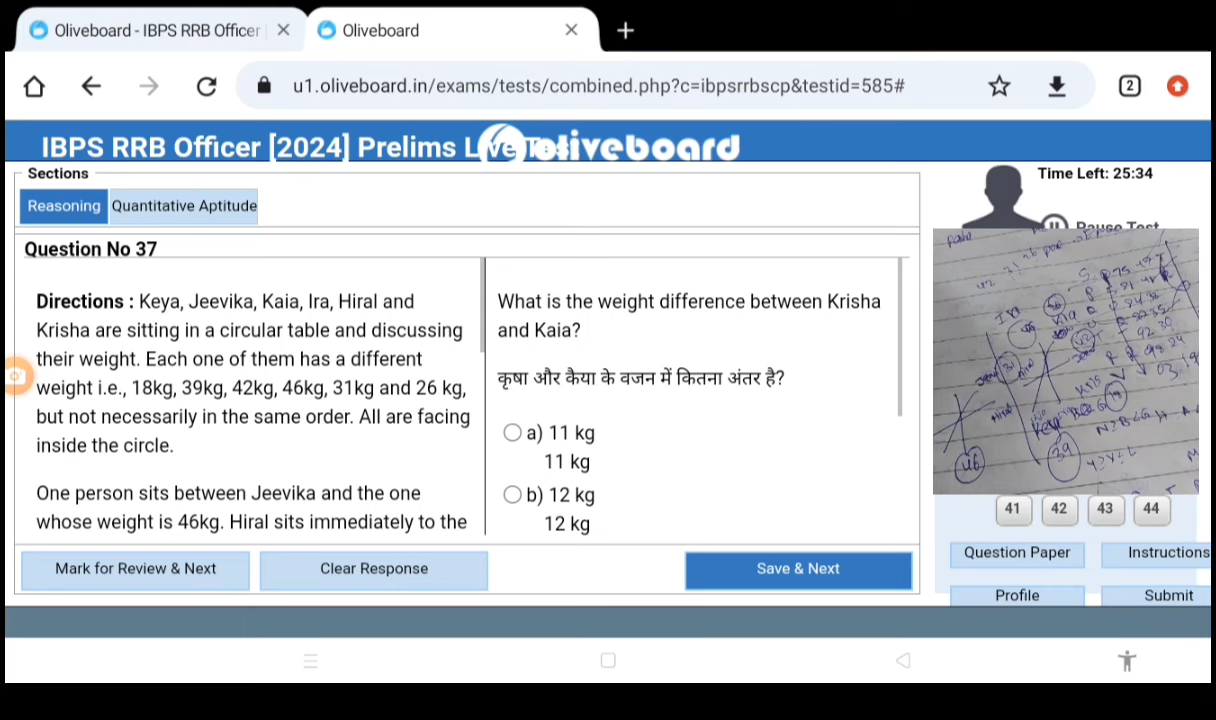 Oliveboard - IBPS RRB Officer
Oliveboard
u1.oliveboard.in/exams/tests/combined.php?c=ibpsrrbscp&testid=585#
2
IBPS RRB Officer [2024] Prelims Live Test
oliveboard
Sections
Reasoning
Quantitative Aptitude
Time Left: 25:34
Pause Test
Question No 37
Directions : Keya, Jeevika, Kaia, Ira, Hiral and
Krisha are sitting in a circular table and discussing
their weight. Each one of them has a different
weight i.e., 18kg, 39kg, 42kg, 46kg, 31kg and 26 kg,
but not necessarily in the same order. All are facing
inside the circle.
One person sits between Jeevika and the one
whose weight is 46kg. Hiral sits immediately to the
What is the weight difference between Krisha
and Kaia?
कृषा और कैया के वजन में कितना अंतर है?
a) 11 kg
11 kg
b) 12 kg
12 kg
46
39
41
42
43
44
Question Paper
Instructions
Profile
Submit
Mark for Review & Next
Clear Response
Save & Next